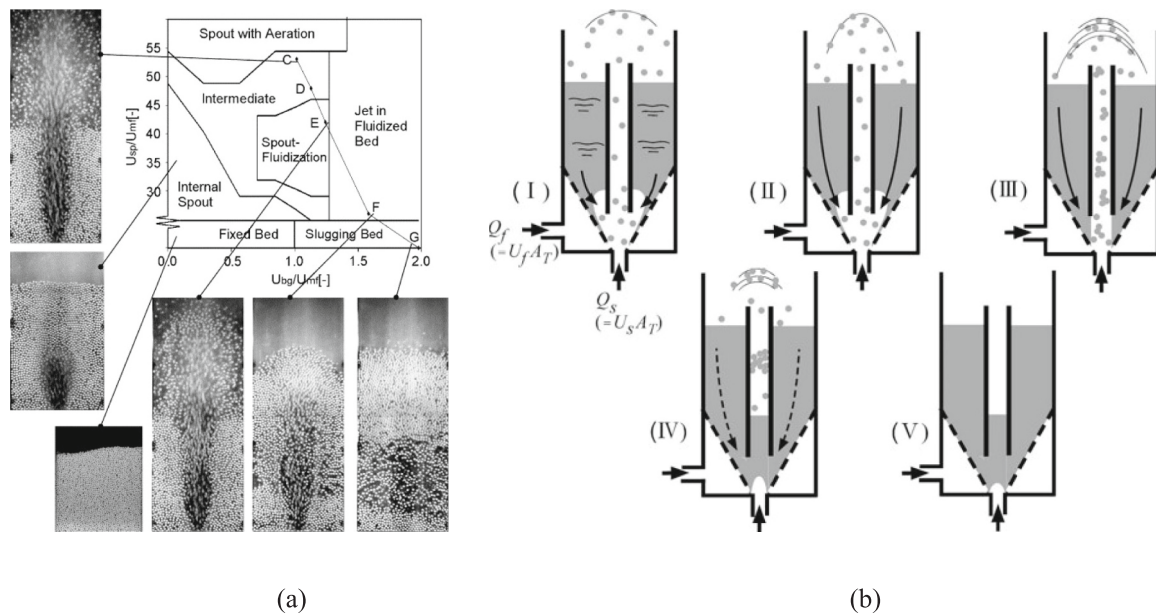 Spout with Aeration
55
50
45
40
35
30
U_sp/U_mf[-]
C
D
E
F
G
Intermediate
Jet in
Fluidized
Bed
Spout-
Fluidization
Internal
Spout
Fixed Bed
Slugging Bed
0.0
0.5
1.0
1.5
2.0
U_bg/U_mf[-]
(a)
(I)
(II)
(III)
Q_f
(=U_f A_T)
Q_s
(=U_s A_T)
(IV)
(V)
(b)